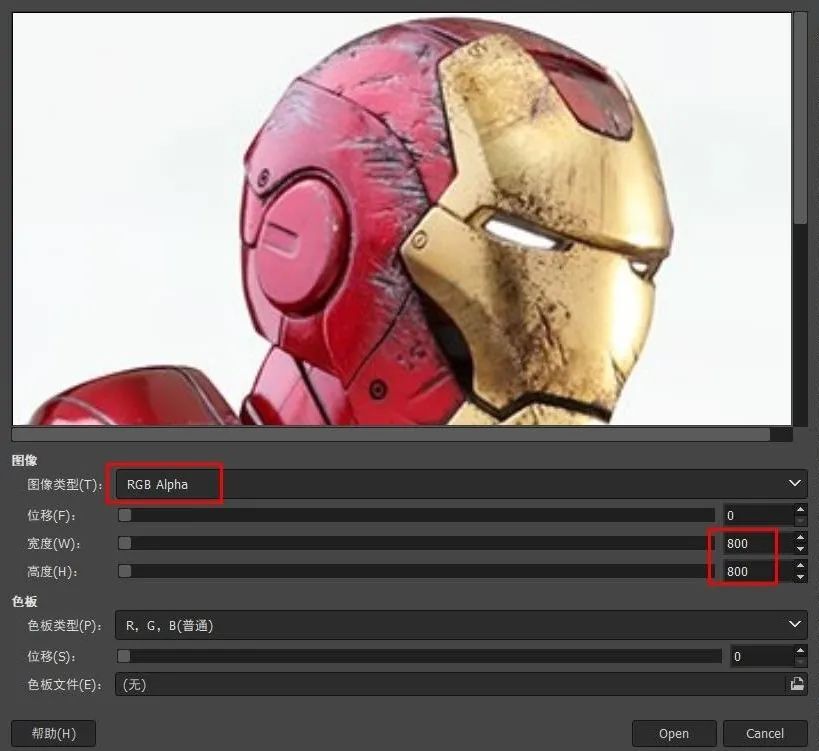 图像
图像类型(T): RGB Alpha
位移(F): 0
宽度(W): 800
高度(H): 800
色板
色板类型(P): R, G, B(普通)
位移(S): 0
色板文件(E): (无)
帮助(H) Open Cancel